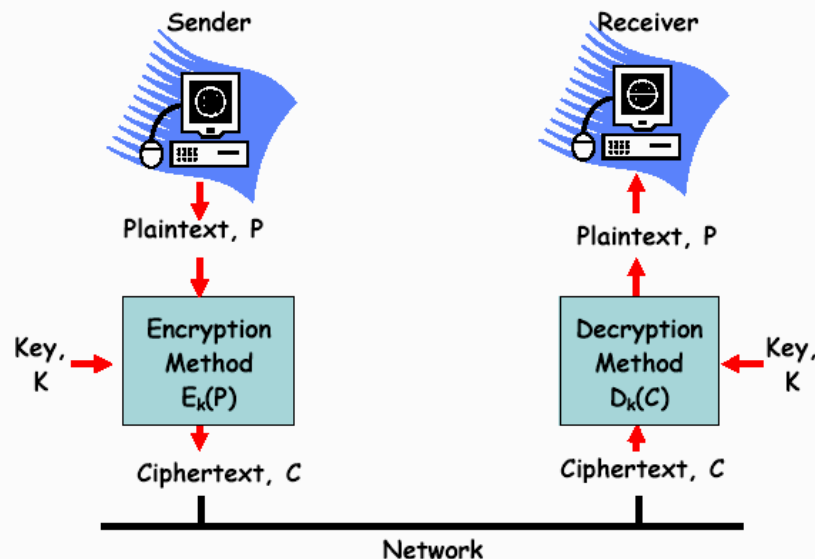 Sender
Plaintext, P
Key,
K
Encryption
Method
Eₖ(P)
Ciphertext, C
Receiver
Plaintext, P
Decryption
Method
Dₖ(C)
Key,
K
Ciphertext, C
Network